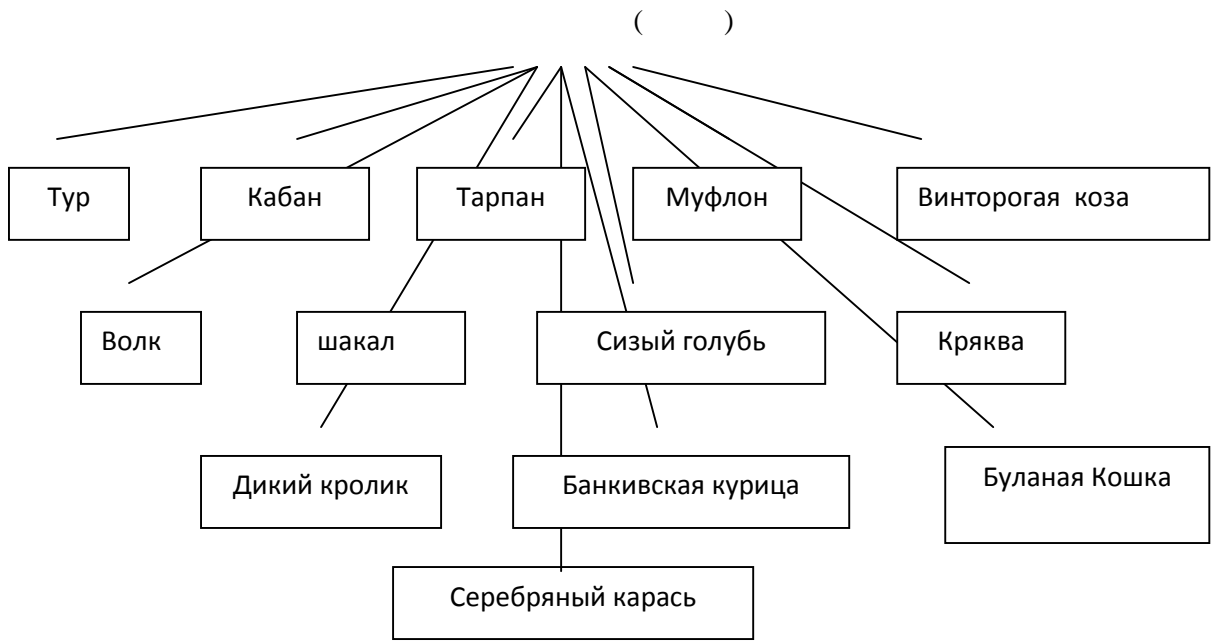 ( )
Тур
Кабан
Тарпан
Муфлон
Винторогая коза
Волк
шакал
Сизый голубь
Кряква
Дикий кролик
Банкивская курица
Буланая Кошка
Серебряный карась